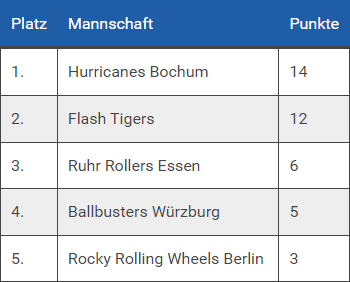 Platz Mannschaft Punkte
1. Hurricanes Bochum 14
2. Flash Tigers 12
3. Ruhr Rollers Essen 6
4. Ballbusters Würzburg 5
5. Rocky Rolling Wheels Berlin 3